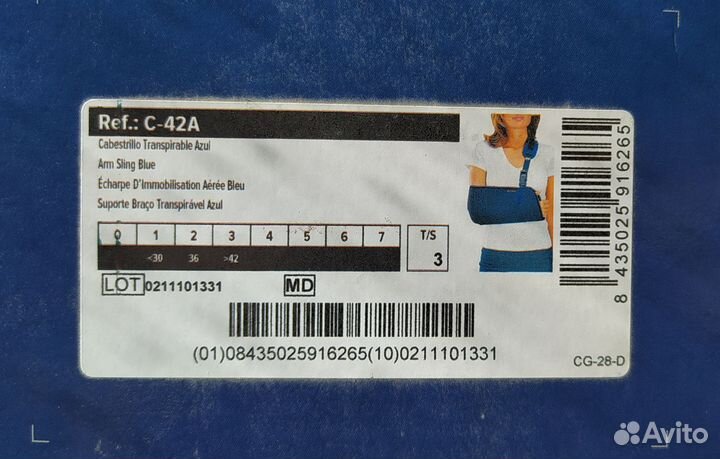 Ref.: C-42A
Cabestrillo Transpirable Azul
Arm Sling Blue
Écharpe D'Immobilisation Aérée Bleu
Suporte Braço Transpirável Azul
0 1 2 3 4 5 6 7 T/S
<30 36 >42 3
LOT 0211101331 MD
(01)08435025916265(10)0211101331
8 435025 916265
CG-28-D
Avito